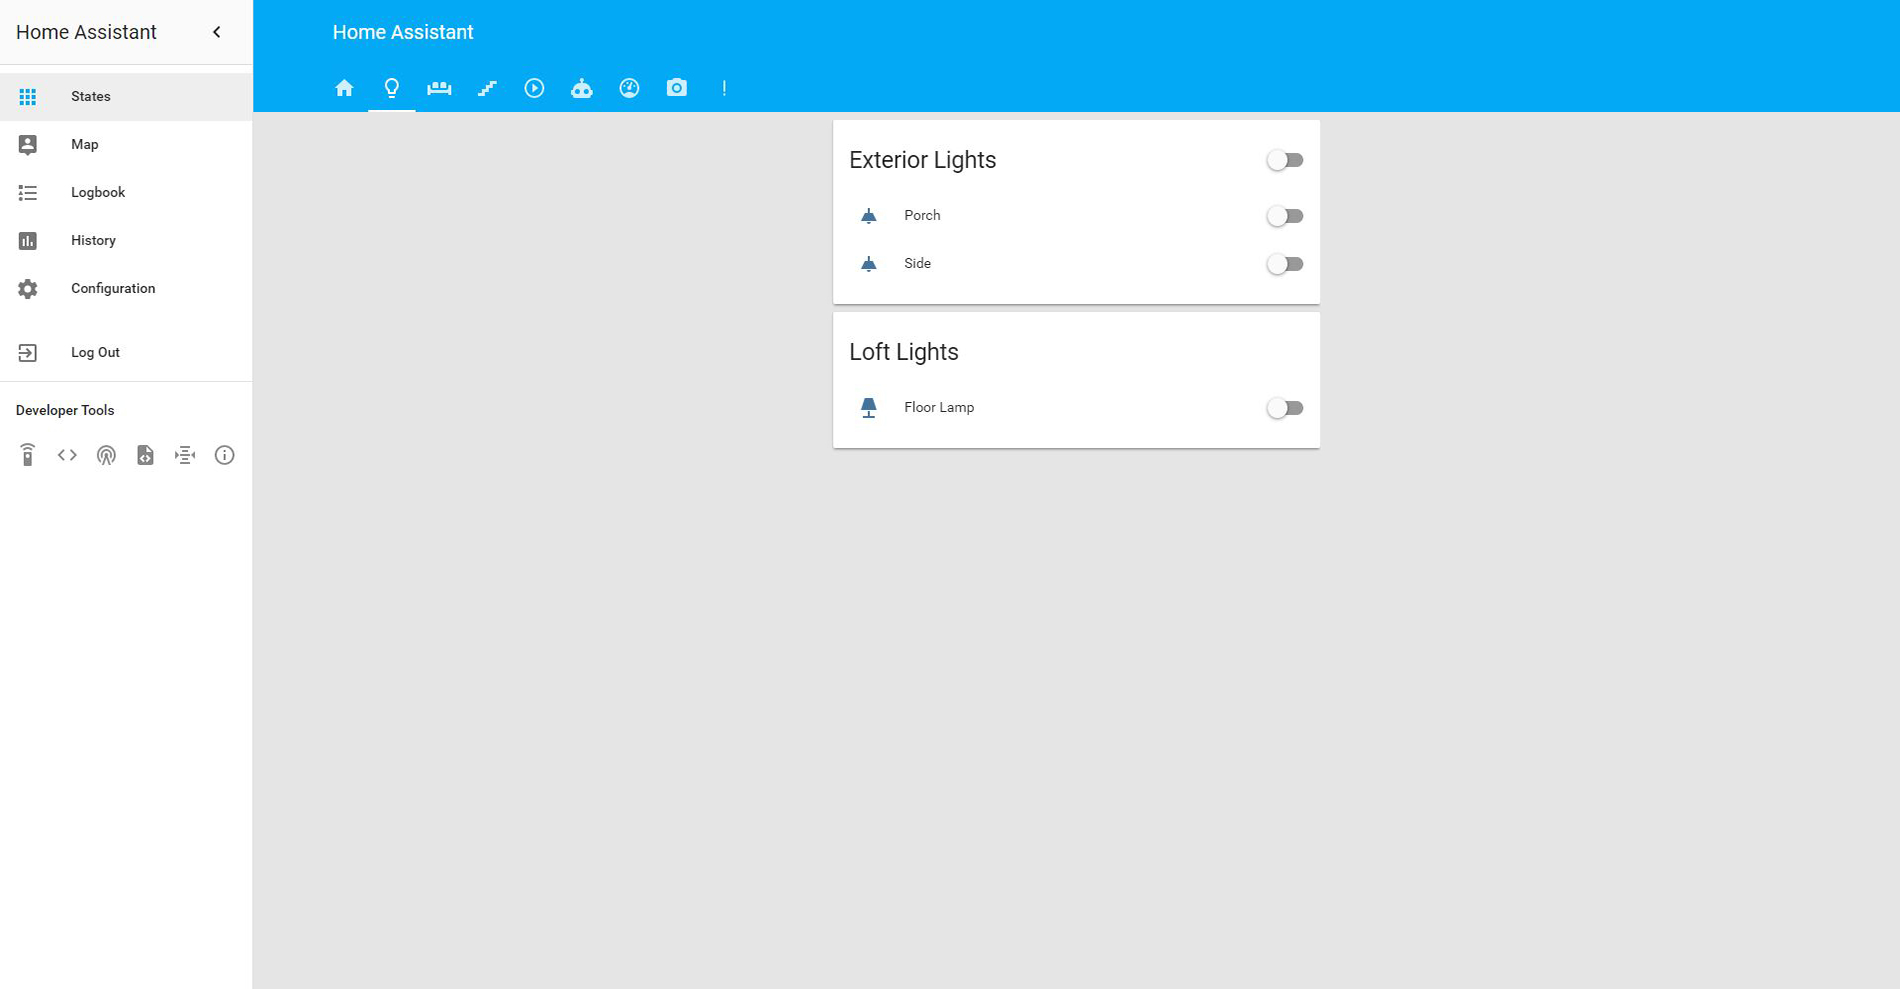 Home Assistant
States
Map
Logbook
History
Configuration
Log Out
Developer Tools
Home Assistant
Exterior Lights
Porch
Side
Loft Lights
Floor Lamp